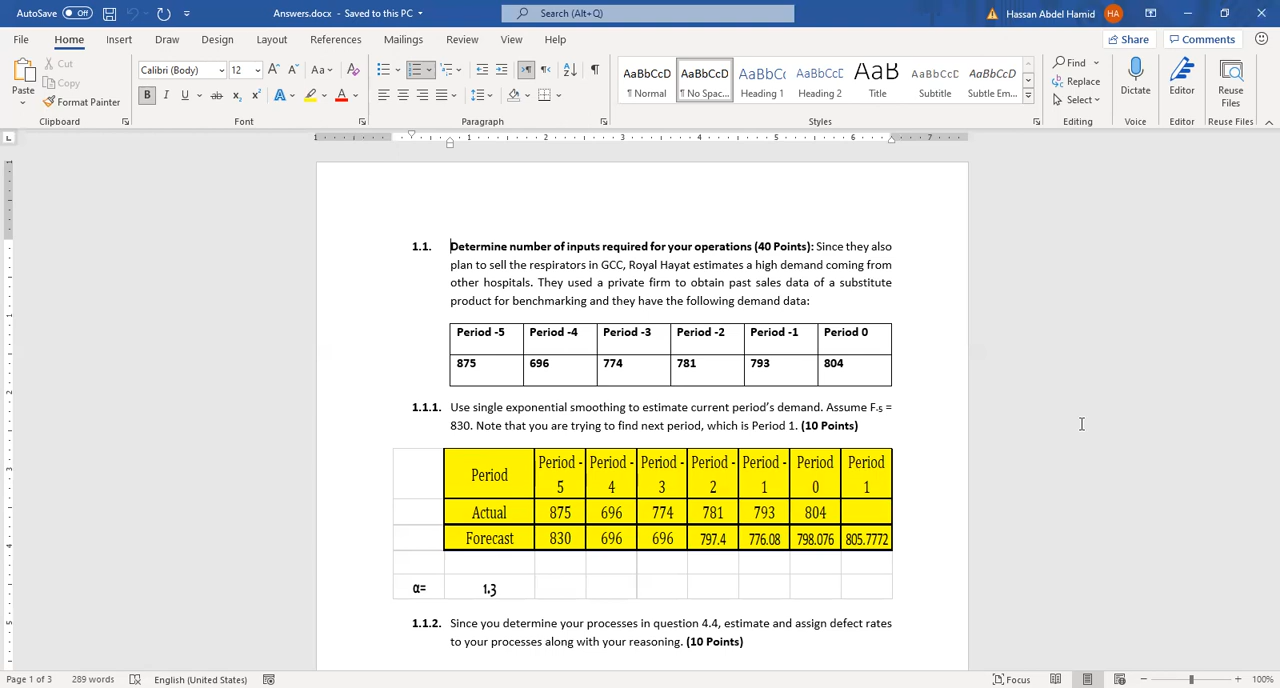 AutoSave Off
Answers.docx - Saved to this PC
Search (Alt+Q)
Hassan Abdel Hamid HA
File Home Insert Draw Design Layout References Mailings Review View Help Share Comments
Paste
Cut
Copy
Format Painter
Clipboard
Calibri (Body) 12
Font
Paragraph
AaBbCcD AaBbCcD AaBbCc AaBbCcD AaB AaBbCcD AaBbCcD
¶ Normal ¶ No Spac... Heading 1 Heading 2 Title Subtitle Subtle Em...
Styles
Find
Replace
Select
Editing
Dictate
Voice
Editor
Editor
Reuse
Files
Reuse Files
1.1. Determine number of inputs required for your operations (40 Points): Since they also
plan to sell the respirators in GCC, Royal Hayat estimates a high demand coming from
other hospitals. They used a private firm to obtain past sales data of a substitute
product for benchmarking and they have the following demand data:
Period -5 Period -4 Period -3 Period -2 Period -1 Period 0
875 696 774 781 793 804
1.1.1. Use single exponential smoothing to estimate current period's demand. Assume F-5 =
830. Note that you are trying to find next period, which is Period 1. (10 Points)
Period Period -5 Period -4 Period -3 Period -2 Period -1 Period 0 Period 1
Actual 875 696 774 781 793 804
Forecast 830 696 696 797.4 776.08 798.076 805.7772
α= 1.3
1.1.2. Since you determine your processes in question 4.4, estimate and assign defect rates
to your processes along with your reasoning. (10 Points)
Page 1 of 3 289 words English (United States) Focus 100%